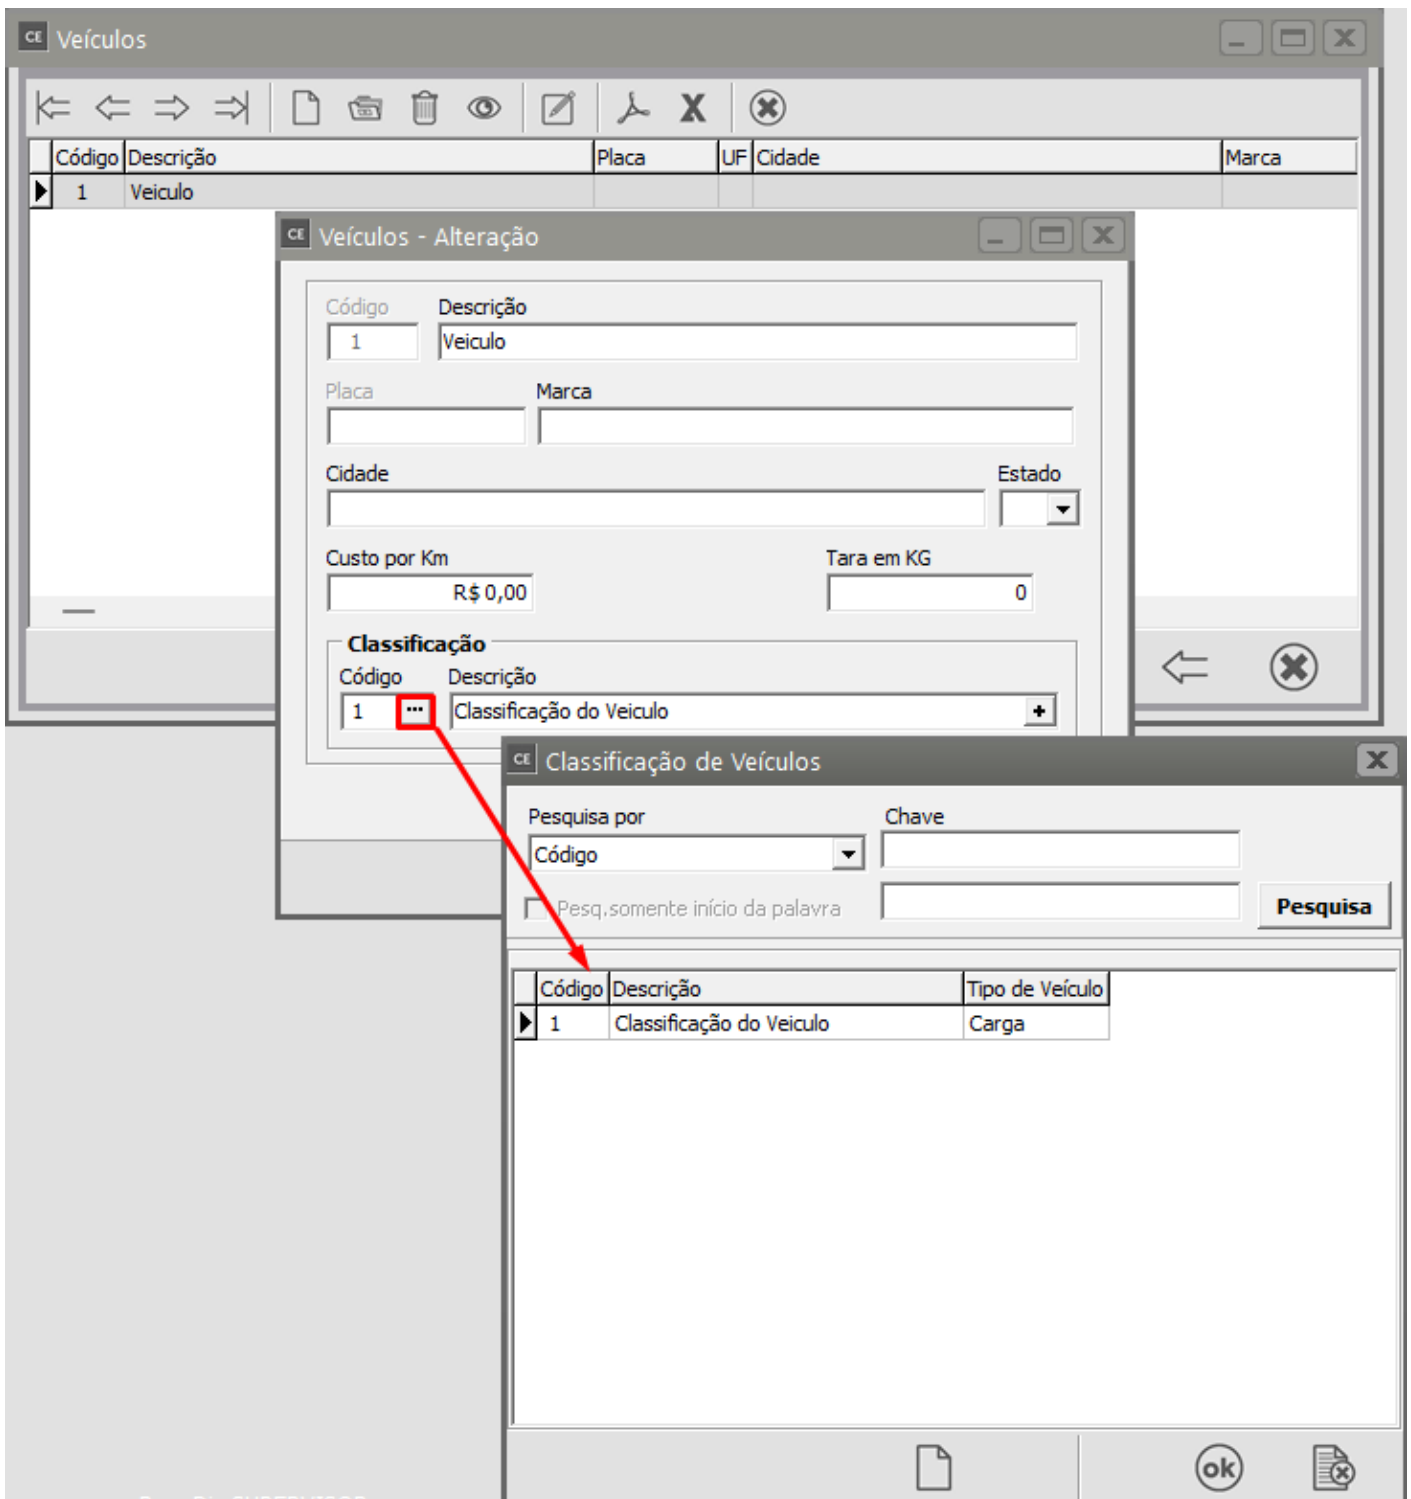 CE Veículos
Código Descrição Placa UF Cidade Marca
1 Veiculo
CE Veículos - Alteração
Código Descrição
1 Veiculo
Placa Marca
Cidade Estado
Custo por Km Tara em KG
R$ 0,00 0
Classificação
Código Descrição
1 ... Classificação do Veiculo +
CE Classificação de Veículos
Pesquisa por Chave
Código
Pesq.somente início da palavra Pesquisa
Código Descrição Tipo de Veículo
1 Classificação do Veiculo Carga
ok